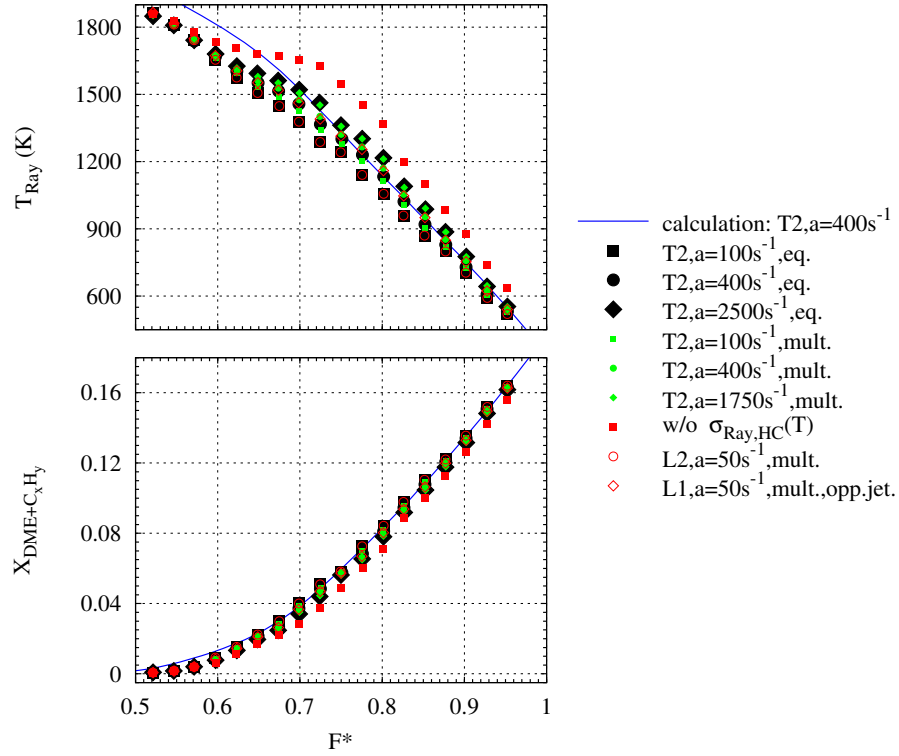 1800
1500
1200
900
600
T_Ray (K)
0.16
0.12
0.08
0.04
0
X_DME+C_xH_y
0.5 0.6 0.7 0.8 0.9 1
F*
calculation: T2,a=400s⁻¹
T2,a=100s⁻¹,eq.
T2,a=400s⁻¹,eq.
T2,a=2500s⁻¹,eq.
T2,a=100s⁻¹,mult.
T2,a=400s⁻¹,mult.
T2,a=1750s⁻¹,mult.
w/o σ_Ray,HC(T)
L2,a=50s⁻¹,mult.
L1,a=50s⁻¹,mult.,opp.jet.